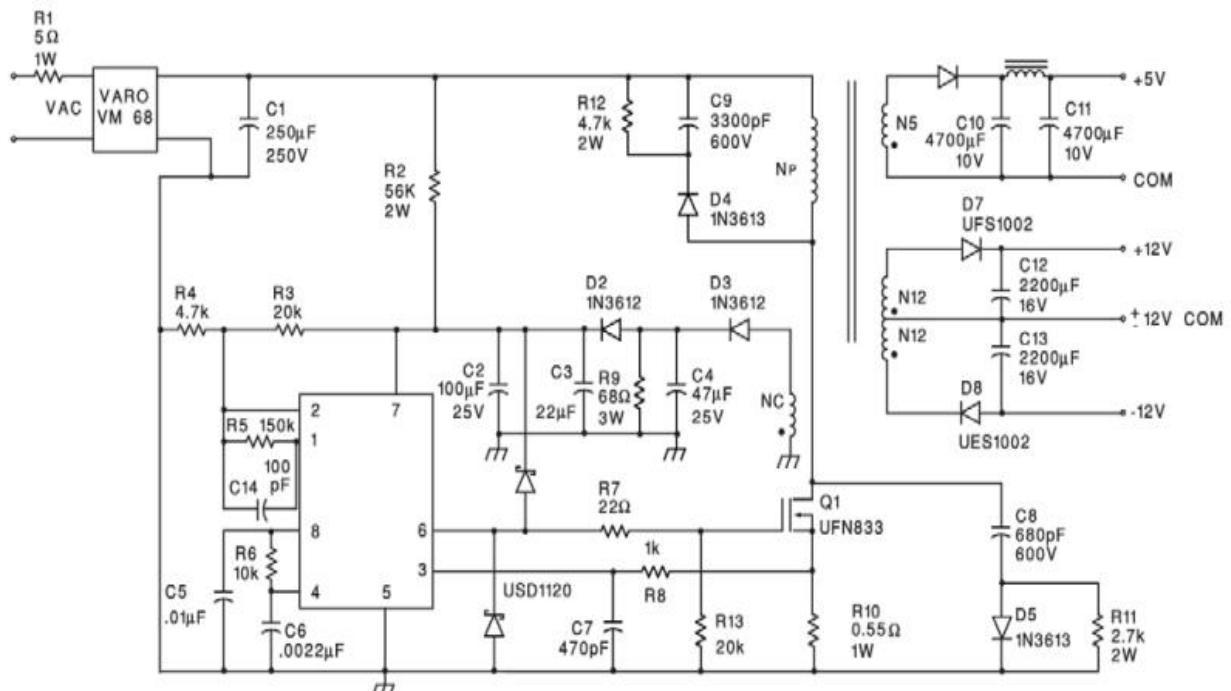 R1
5Ω
1W
VAC
VARO
VM 68
C1
250µF
250V
R2
56K
2W
R12
4.7k
2W
C9
3300pF
600V
D4
1N3613
NP
N5
C10
4700µF
10V
C11
4700µF
10V
+5V
COM
D7
UFS1002
+12V
N12
N12
C12
2200µF
16V
± 12V COM
C13
2200µF
16V
D8
UES1002
-12V
R4
4.7k
R3
20k
D2
1N3612
D3
1N3612
C2
100µF
25V
C3
22µF
R9
68Ω
3W
C4
47µF
25V
NC
2
7
R5 150k
1
100
pF
C14
8
R6
10k
4
5
6
3
C5
.01µF
C6
.0022µF
USD1120
R7
22Ω
1k
R8
C7
470pF
R13
20k
Q1
UFN833
R10
0.55Ω
1W
C8
680pF
600V
D5
1N3613
R11
2.7k
2W